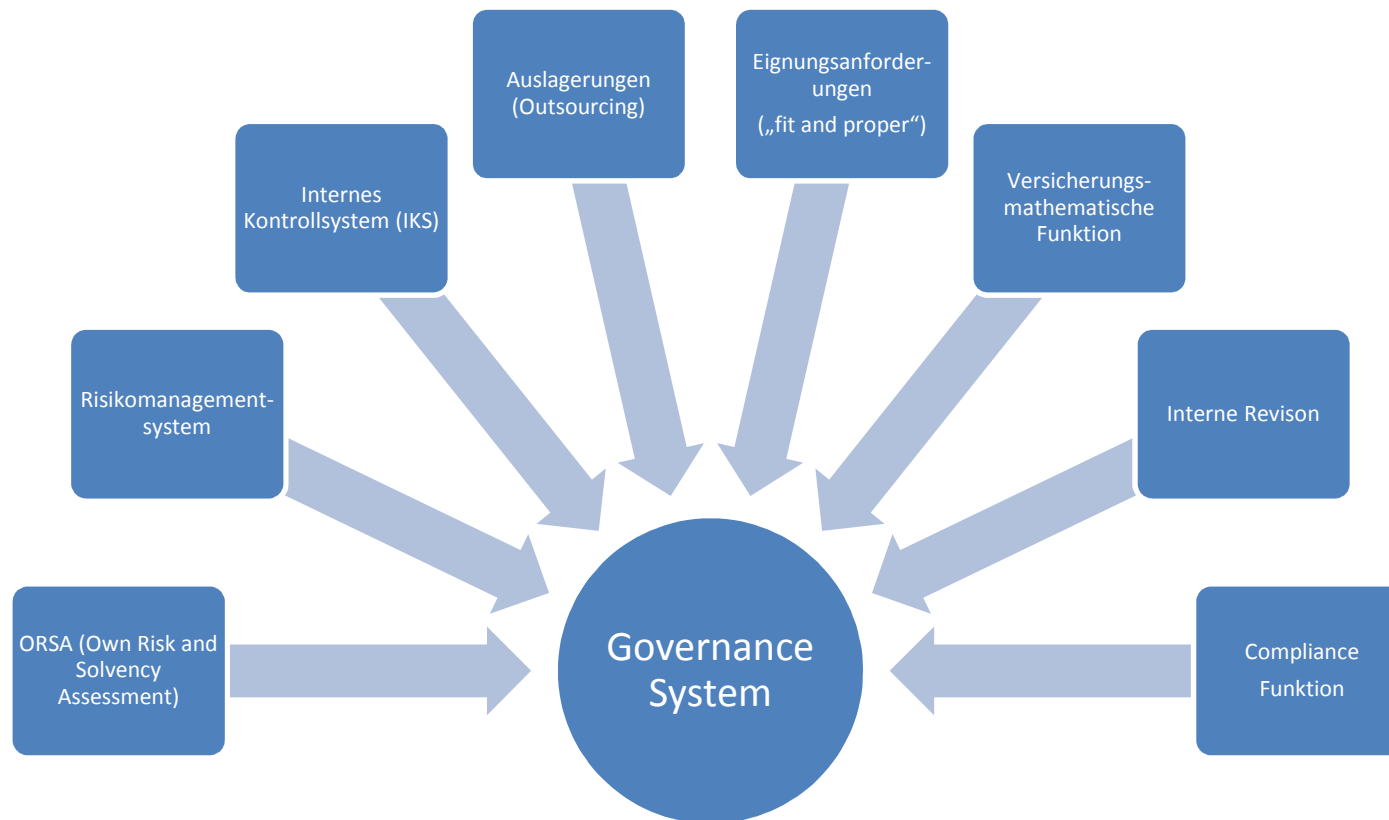 Auslagerungen
(Outsourcing)
Eignungsanforder-
ungen
(„fit and proper“)
Internes
Kontrollsystem (IKS)
Versicherungs-
mathematische
Funktion
Risikomanagement-
system
Interne Revison
ORSA (Own Risk and
Solvency
Assessment)
Governance
System
Compliance
Funktion